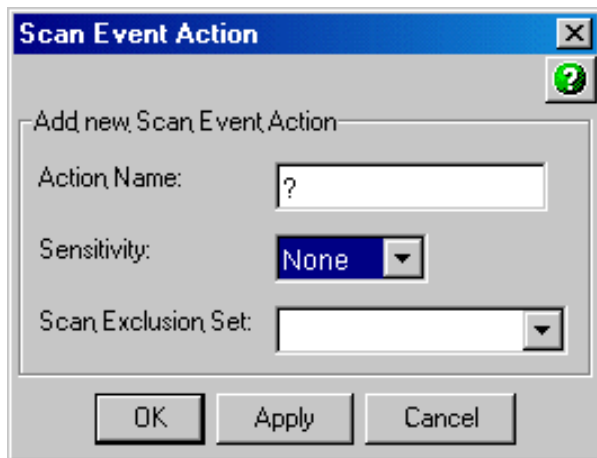 Scan Event Action
?
Add new Scan Event Action
Action Name: ?
Sensitivity: None
Scan Exclusion Set:
OK Apply Cancel